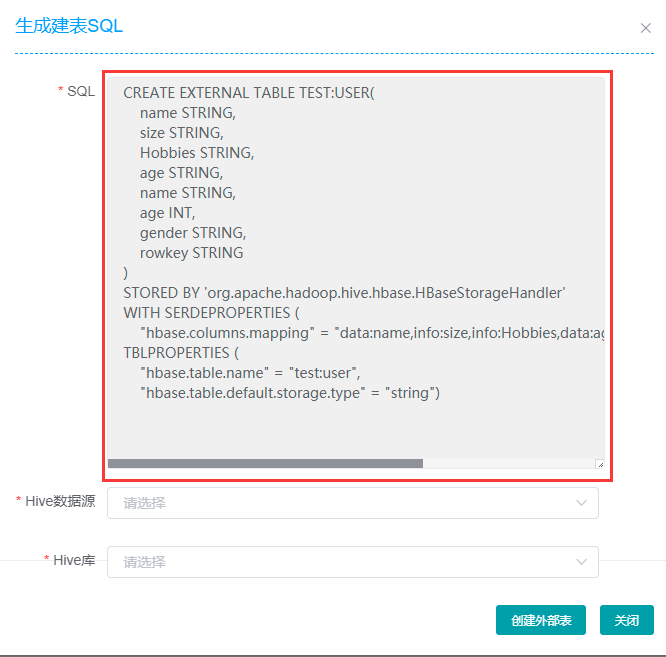 生成建表SQL
* SQL
CREATE EXTERNAL TABLE TEST:USER(
name STRING,
size STRING,
Hobbies STRING,
age STRING,
name STRING,
age INT,
gender STRING,
rowkey STRING
)
STORED BY 'org.apache.hadoop.hive.hbase.HBaseStorageHandler'
WITH SERDEPROPERTIES (
"hbase.columns.mapping" = "data:name,info:size,info:Hobbies,data:ag
TBLPROPERTIES (
"hbase.table.name" = "test:user",
"hbase.table.default.storage.type" = "string")
* Hive数据源
请选择
* Hive库
请选择
创建外部表
关闭